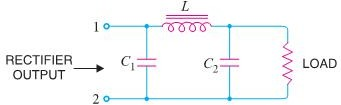 L
1
RECTIFIER
OUTPUT
C1
C2
LOAD
2